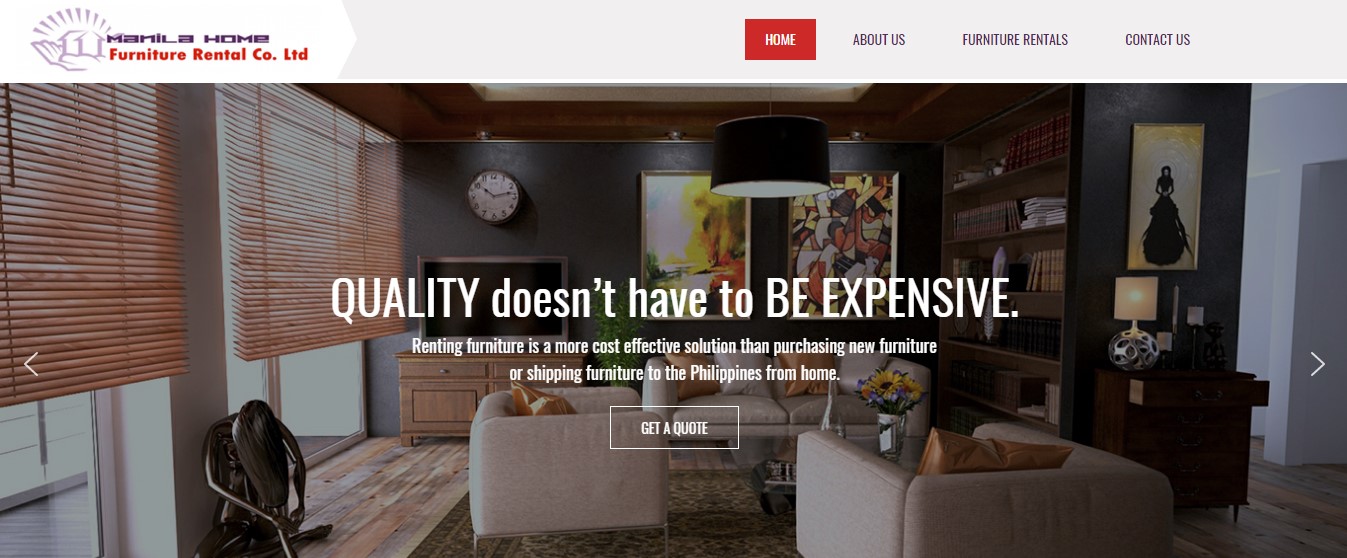 Manila Home
Furniture Rental Co. Ltd
HOME
ABOUT US
FURNITURE RENTALS
CONTACT US
QUALITY doesn’t have to BE EXPENSIVE.
Renting furniture is a more cost effective solution than purchasing new furniture
or shipping furniture to the Philippines from home.
GET A QUOTE